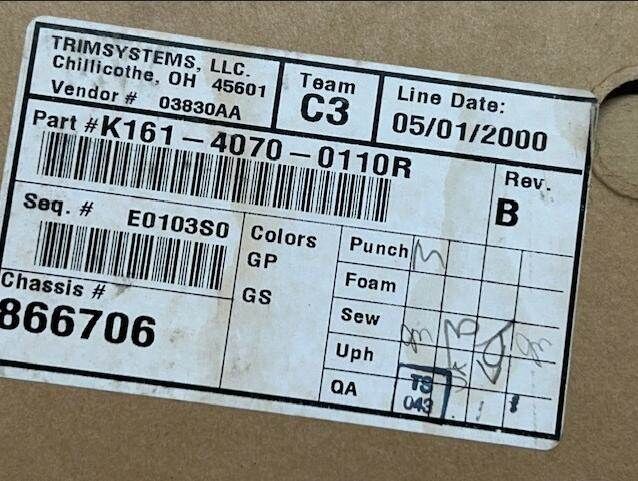 TRIMSYSTEMS, LLC.
Chillicothe, OH 45601
Vendor # 03830AA
Team
C3
Line Date:
05/01/2000
Part #K161-4070-0110R
Rev.
B
Seq. # E0103S0
Chassis #
866706
Colors
GP
GS
Punch
Foam
Sew
Uph
QA
TS
043